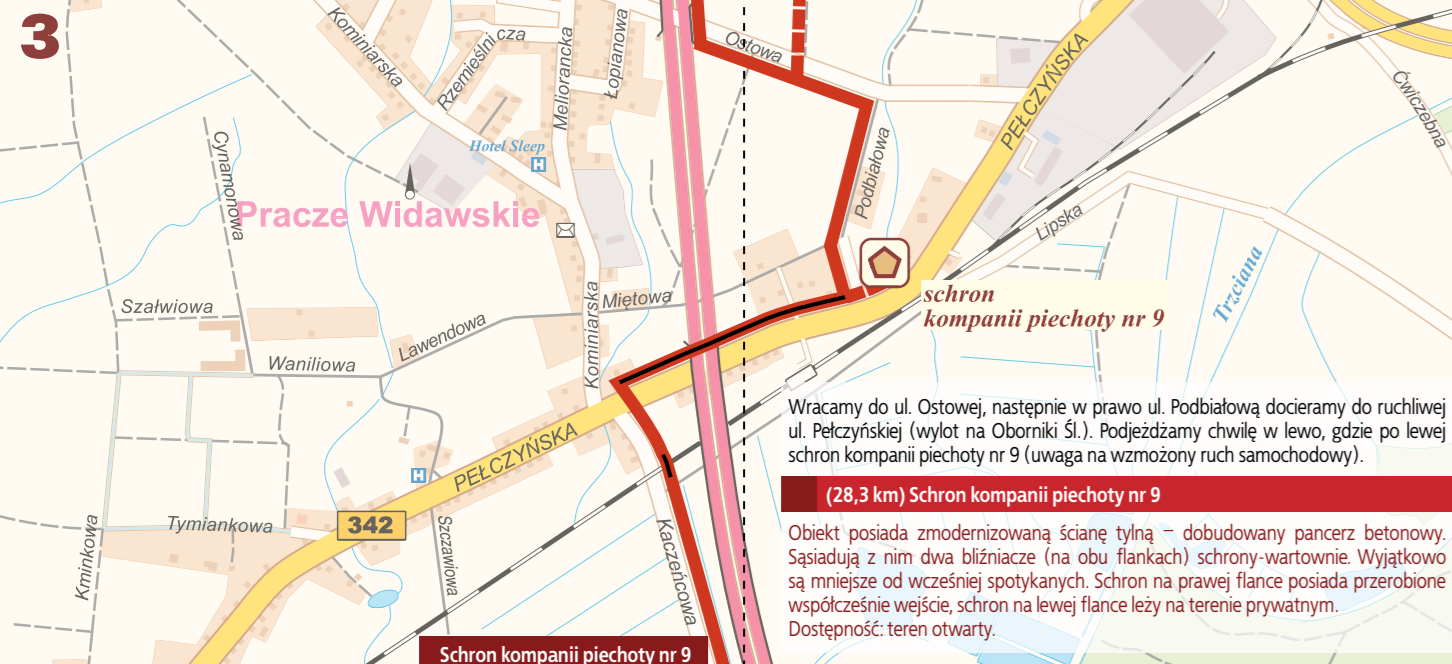 3
Kominiarska
Rzemieślnicza
Meliorancka
Łopianowa
Ostowa
PEŁCZYŃSKA
Ćwiczebna
Hotel Sleep
H
Cynamonowa
Pracze Widawskie
Podbiałowa
Lipska
Trzciana
Szałwiowa
Kominiarska
Miętowa
schron
kompanii piechoty nr 9
Lawendowa
Waniliowa
PEŁCZYŃSKA
H
342
Tymiankowa
Kminkowa
Szczawiowa
Kaczeńcowa
Wracamy do ul. Ostowej, następnie w prawo ul. Podbiałową docieramy do ruchliwej
ul. Pełczyńskiej (wylot na Oborniki Śl.). Podjeżdżamy chwilę w lewo, gdzie po lewej
schron kompanii piechoty nr 9 (uwaga na wzmożony ruch samochodowy).
(28,3 km) Schron kompanii piechoty nr 9
Obiekt posiada zmodernizowaną ścianę tylną – dobudowany pancerz betonowy.
Sąsiadują z nim dwa bliźniacze (na obu flankach) schrony-wartownie. Wyjątkowo
są mniejsze od wcześniej spotykanych. Schron na prawej flance posiada przerobione
współcześnie wejście, schron na lewej flance leży na terenie prywatnym.
Dostępność: teren otwarty.
Schron kompanii piechoty nr 9